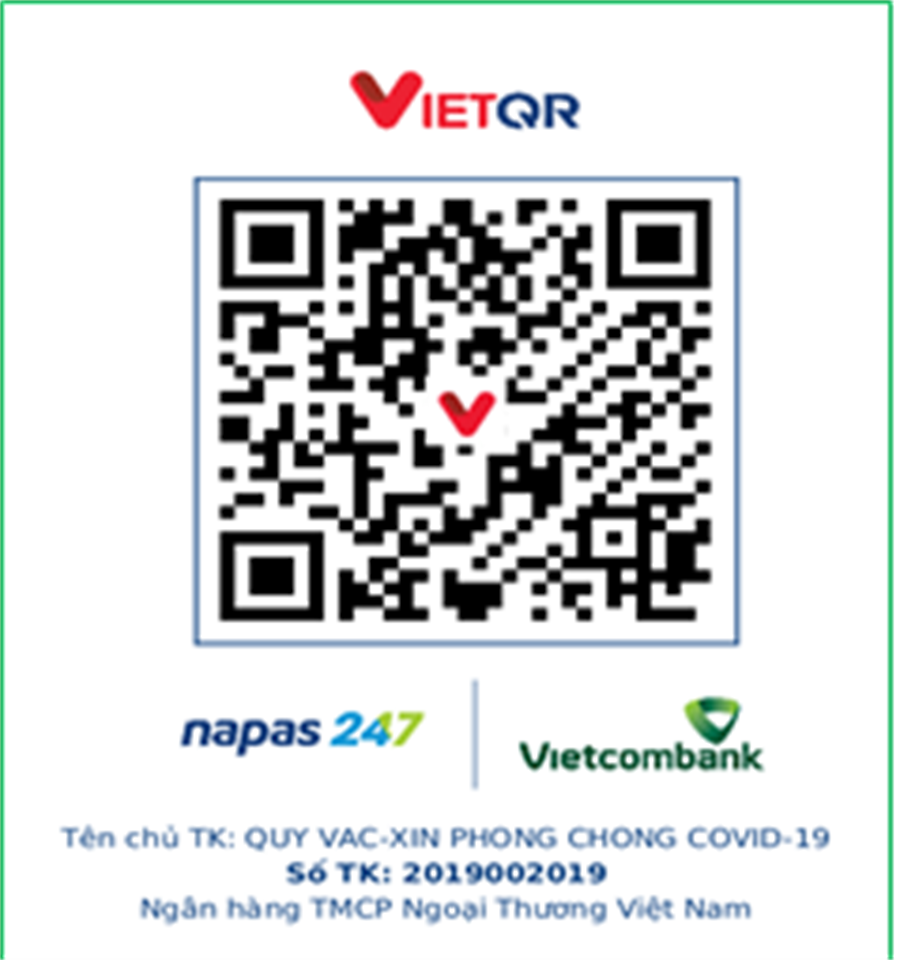 VIETQR
napas 247
Vietcombank
Tên chủ TK: QUY VAC-XIN PHONG CHONG COVID-19
Số TK: 2019002019
Ngân hàng TMCP Ngoại Thương Việt Nam